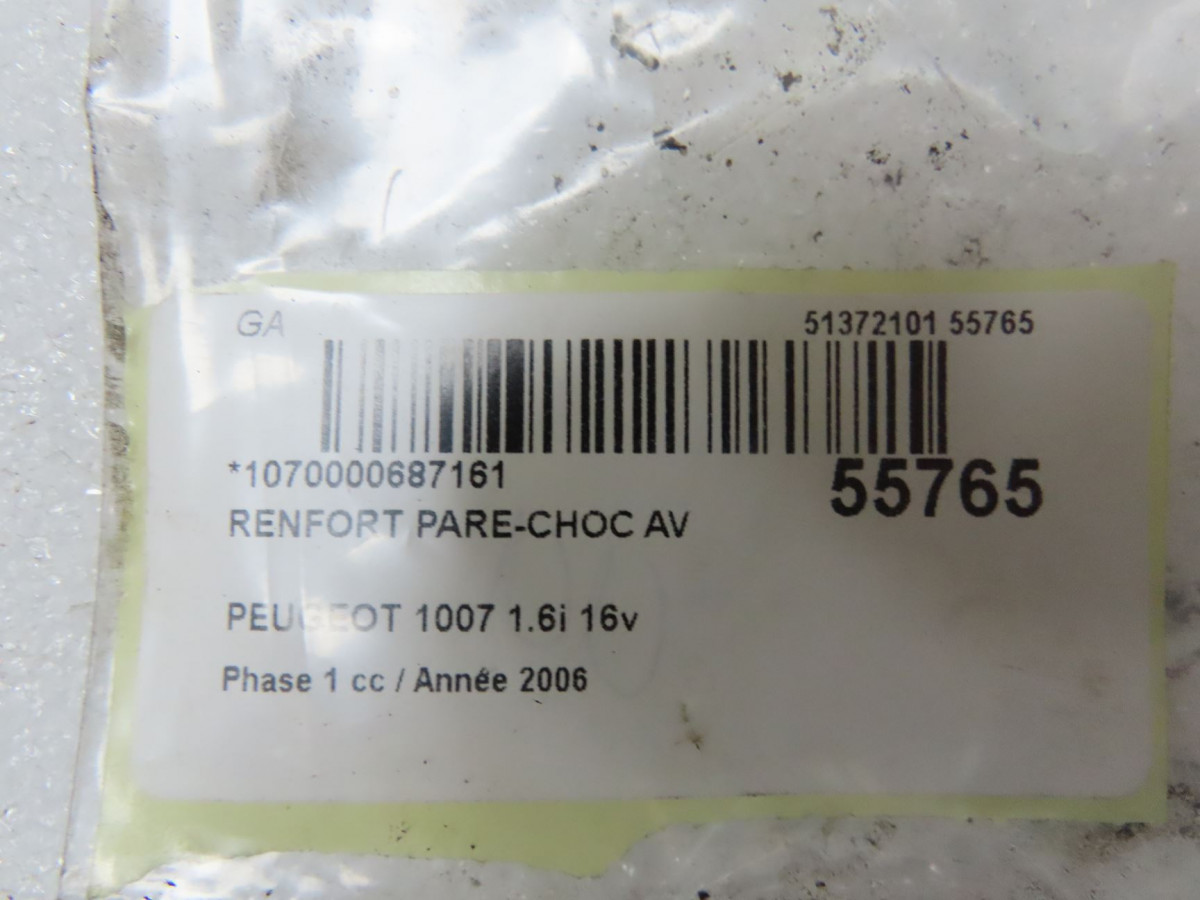 GA 51372101 55765
*1070000687161
55765
RENFORT PARE-CHOC AV
PEUGEOT 1007 1.6i 16v
Phase 1 cc / Année 2006